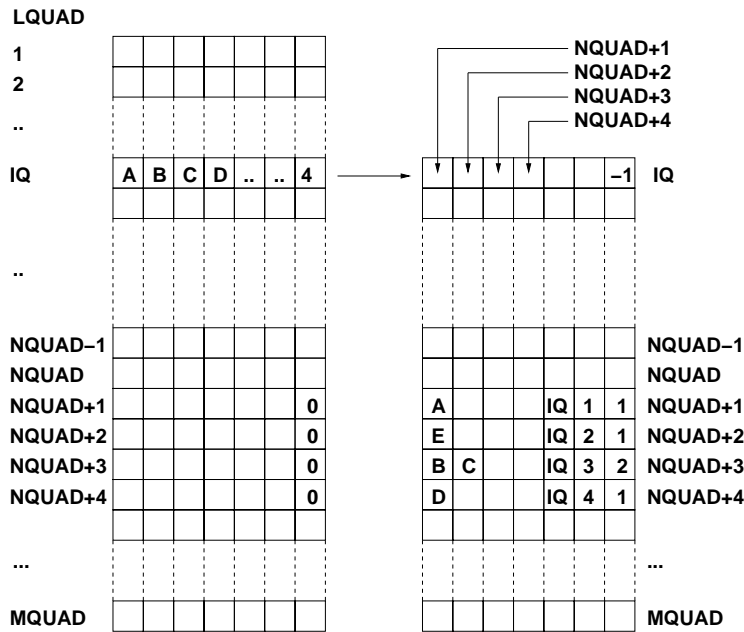 LQUAD
1
2
..
IQ A B C D .. .. 4
..
NQUAD–1
NQUAD
NQUAD+1 0
NQUAD+2 0
NQUAD+3 0
NQUAD+4 0
...
MQUAD
NQUAD+1
NQUAD+2
NQUAD+3
NQUAD+4
–1 IQ
NQUAD–1
NQUAD
A IQ 1 1 NQUAD+1
E IQ 2 1 NQUAD+2
B C IQ 3 2 NQUAD+3
D IQ 4 1 NQUAD+4
...
MQUAD